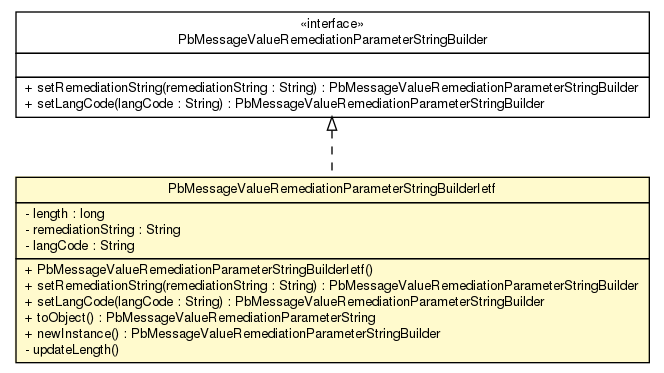 «interface»
PbMessageValueRemediationParameterStringBuilder
+ setRemediationString(remediationString : String) : PbMessageValueRemediationParameterStringBuilder
+ setLangCode(langCode : String) : PbMessageValueRemediationParameterStringBuilder
PbMessageValueRemediationParameterStringBuilderIetf
- length : long
- remediationString : String
- langCode : String
+ PbMessageValueRemediationParameterStringBuilderIetf()
+ setRemediationString(remediationString : String) : PbMessageValueRemediationParameterStringBuilder
+ setLangCode(langCode : String) : PbMessageValueRemediationParameterStringBuilder
+ toObject() : PbMessageValueRemediationParameterString
+ newInstance() : PbMessageValueRemediationParameterStringBuilder
- updateLength()